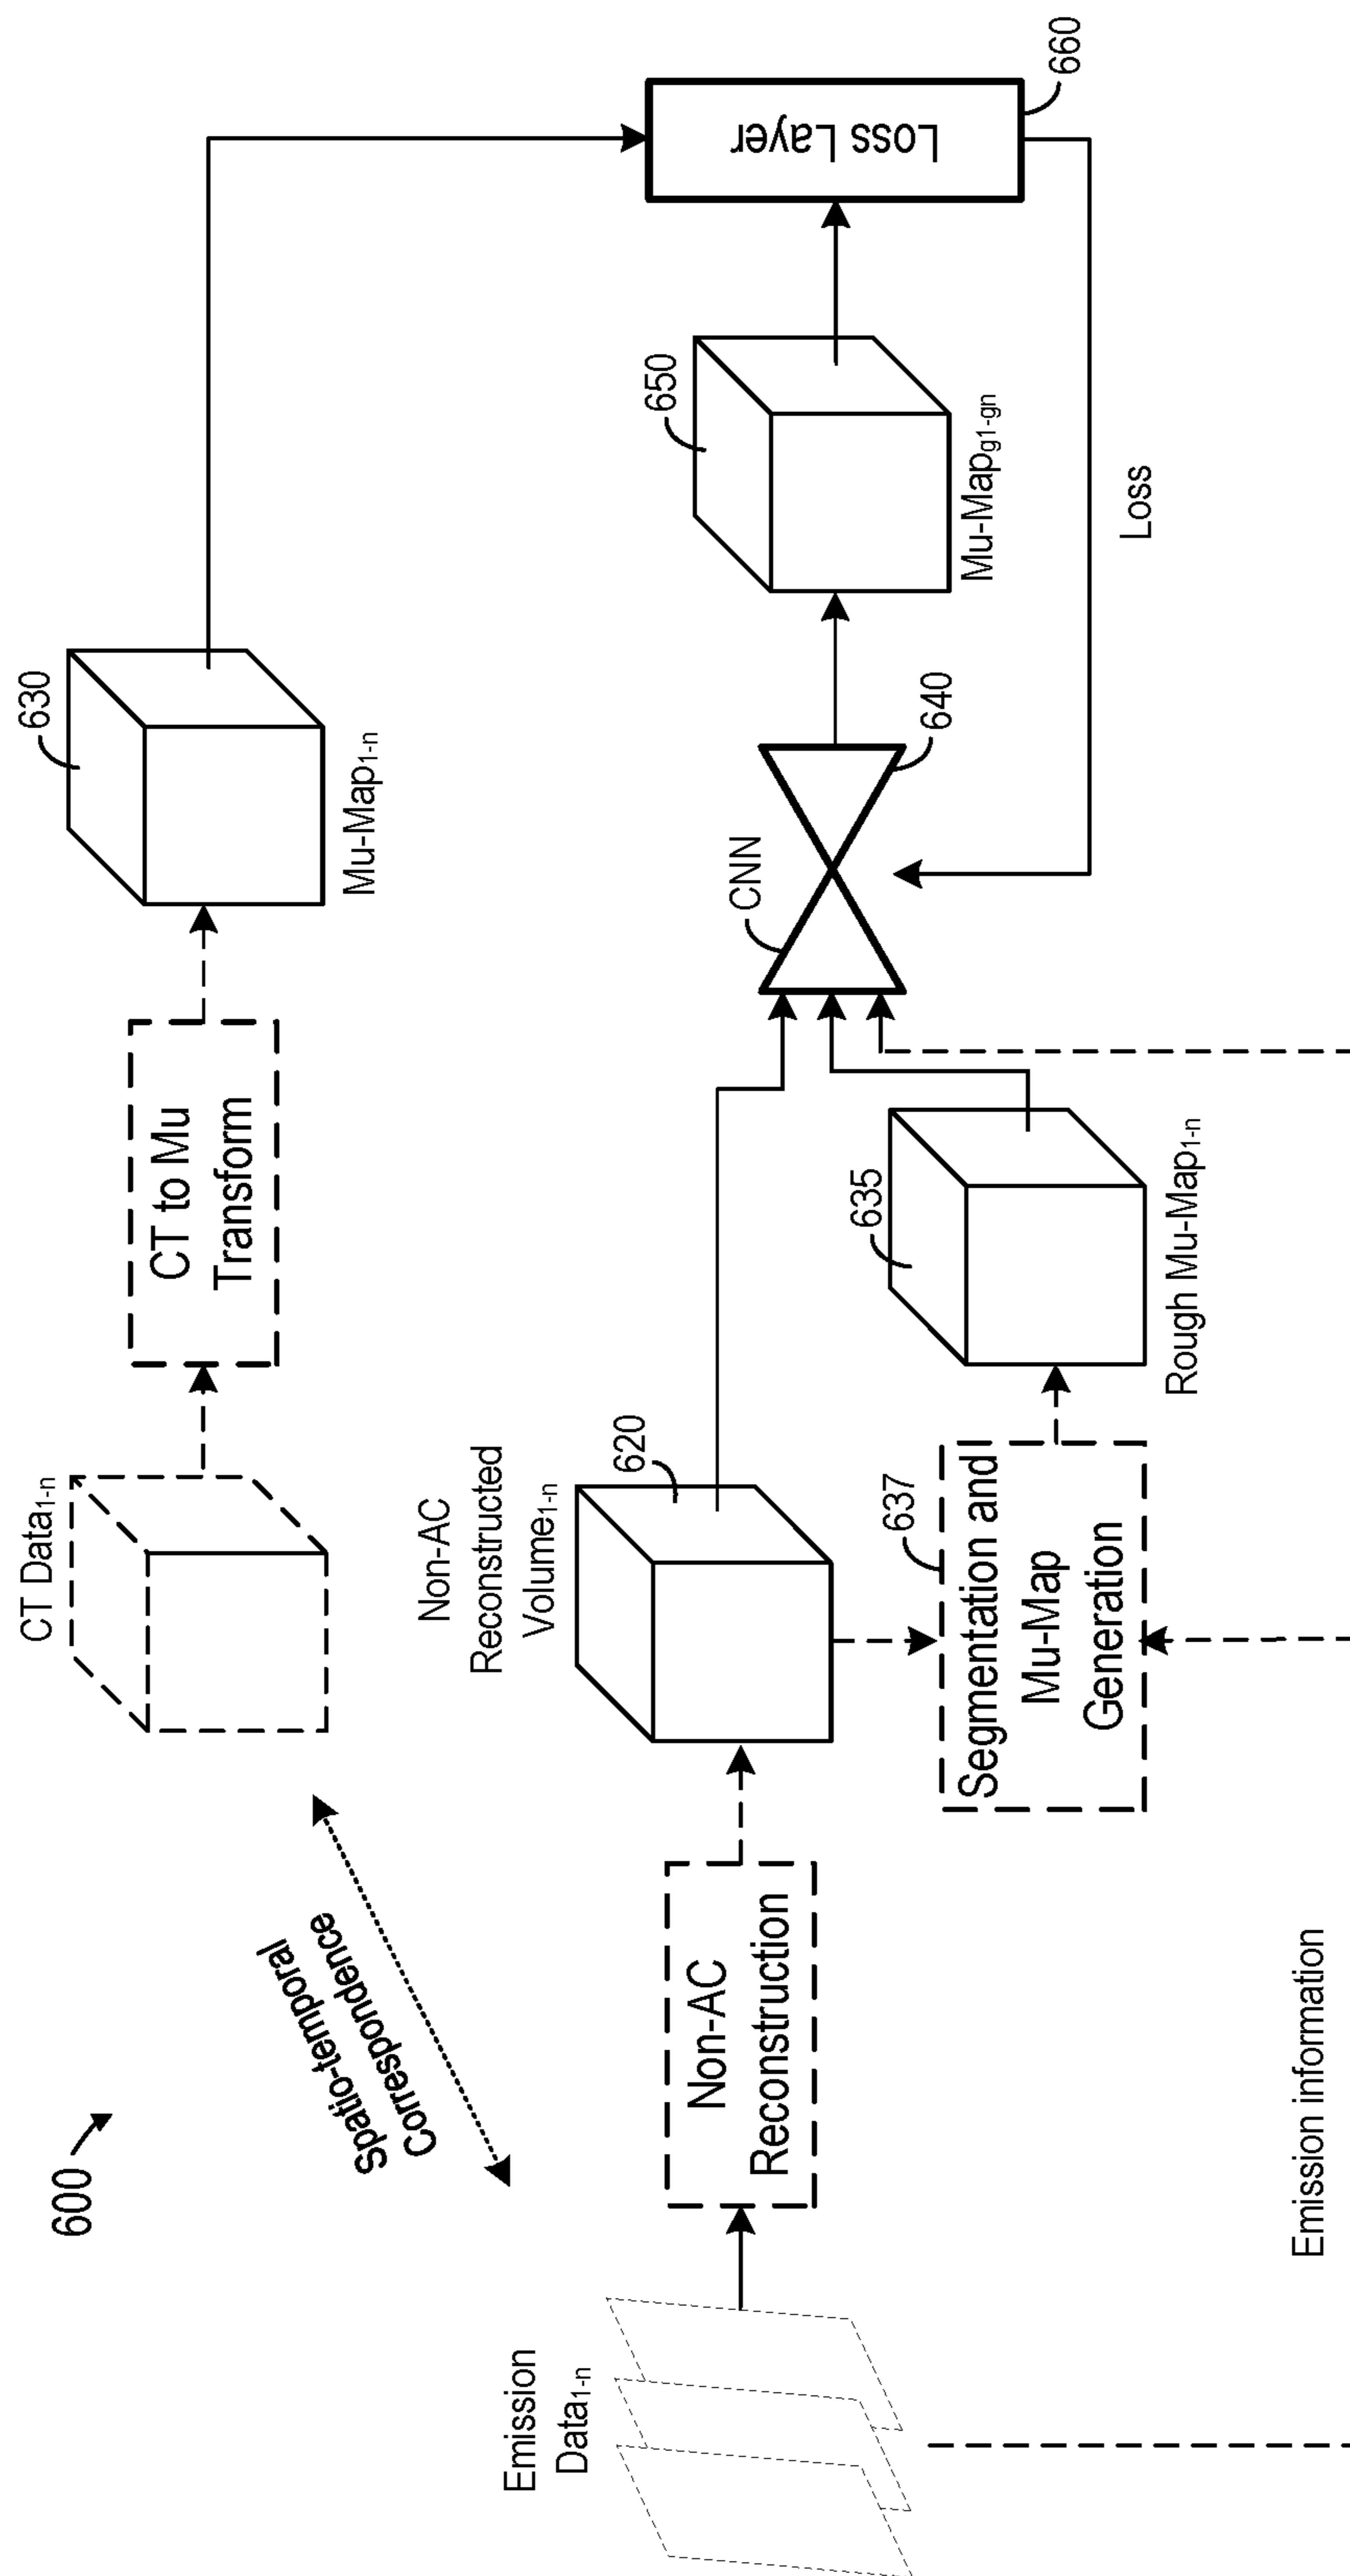 600
CT Data1-n
CT to Mu
Transform
630
Mu-Map1-n
Spatio-temporal
Correspondence
Emission
Data1-n
Non-AC
Reconstruction
Non-AC
Reconstructed
Volume1-n
620
637
Segmentation and
Mu-Map
Generation
635
Rough Mu-Map1-n
CNN
640
650
Mu-Mapg1-gn
Loss Layer
660
Loss
Emission information